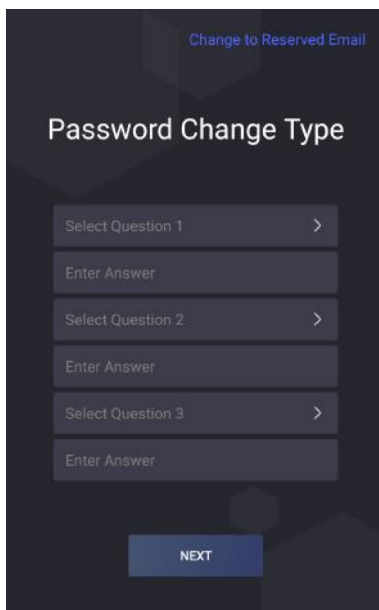 Change to Reserved Email
Password Change Type
Select Question 1
Enter Answer
Select Question 2
Enter Answer
Select Question 3
Enter Answer
NEXT